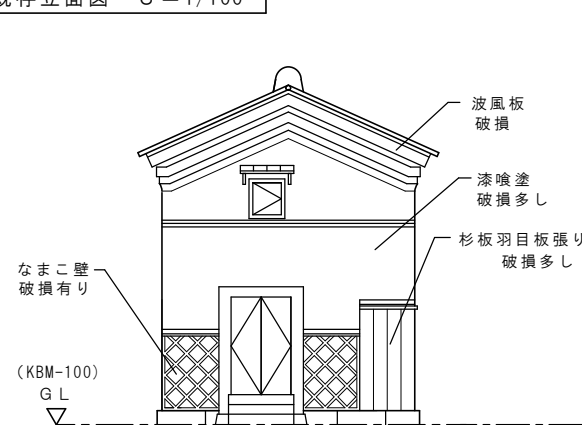 既存立面図 S=1/100
波風板
破損
漆喰塗
破損多し
杉板羽目板張り
破損多し
なまこ壁
破損有り
(KBM-100)
GL